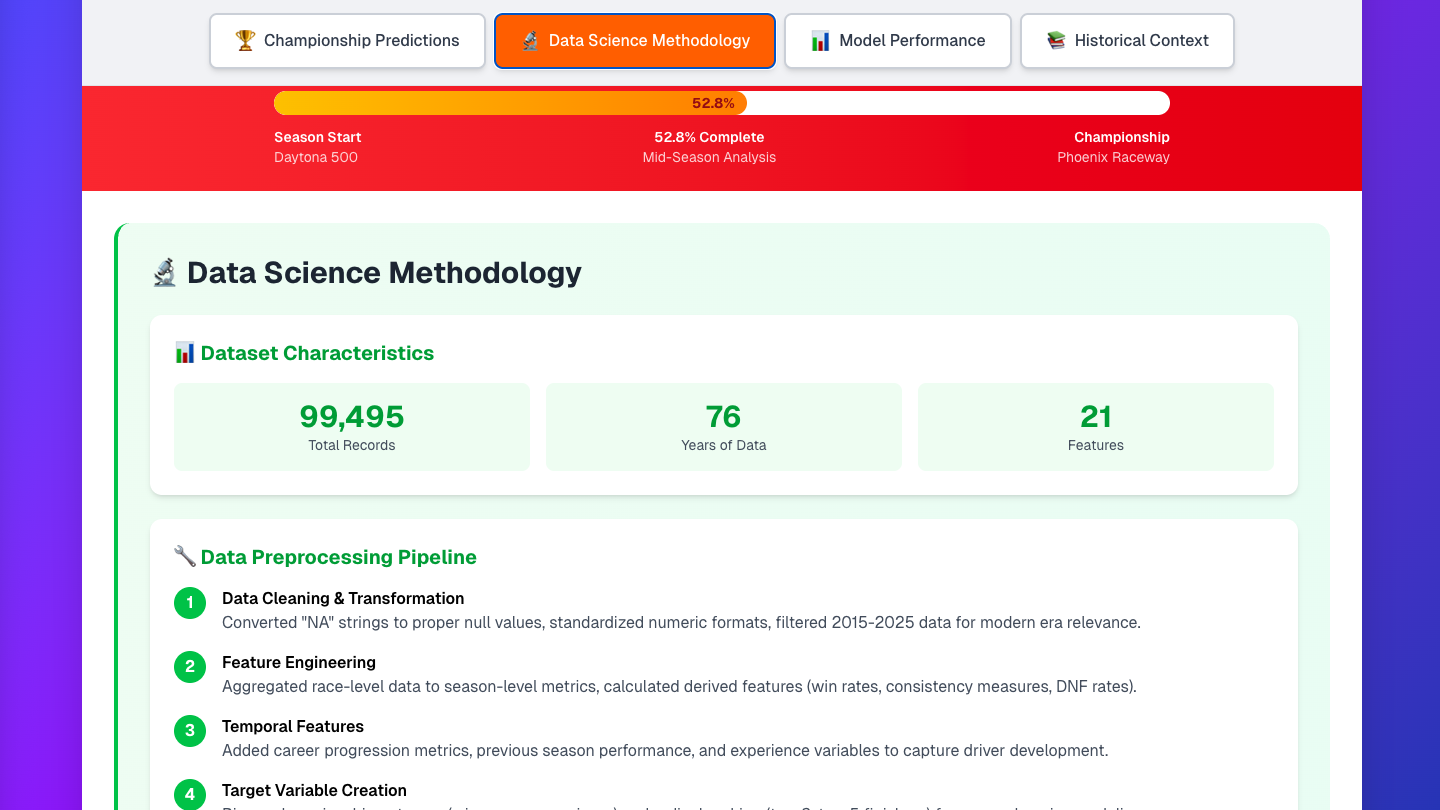 Championship Predictions
Data Science Methodology
Model Performance
Historical Context
52.8%
Season Start
Daytona 500
52.8% Complete
Mid-Season Analysis
Championship
Phoenix Raceway
Data Science Methodology
Dataset Characteristics
99,495
Total Records
76
Years of Data
21
Features
Data Preprocessing Pipeline
1
Data Cleaning & Transformation
Converted "NA" strings to proper null values, standardized numeric formats, filtered 2015-2025 data for modern era relevance.
2
Feature Engineering
Aggregated race-level data to season-level metrics, calculated derived features (win rates, consistency measures, DNF rates).
3
Temporal Features
Added career progression metrics, previous season performance, and experience variables to capture driver development.
4
Target Variable Creation